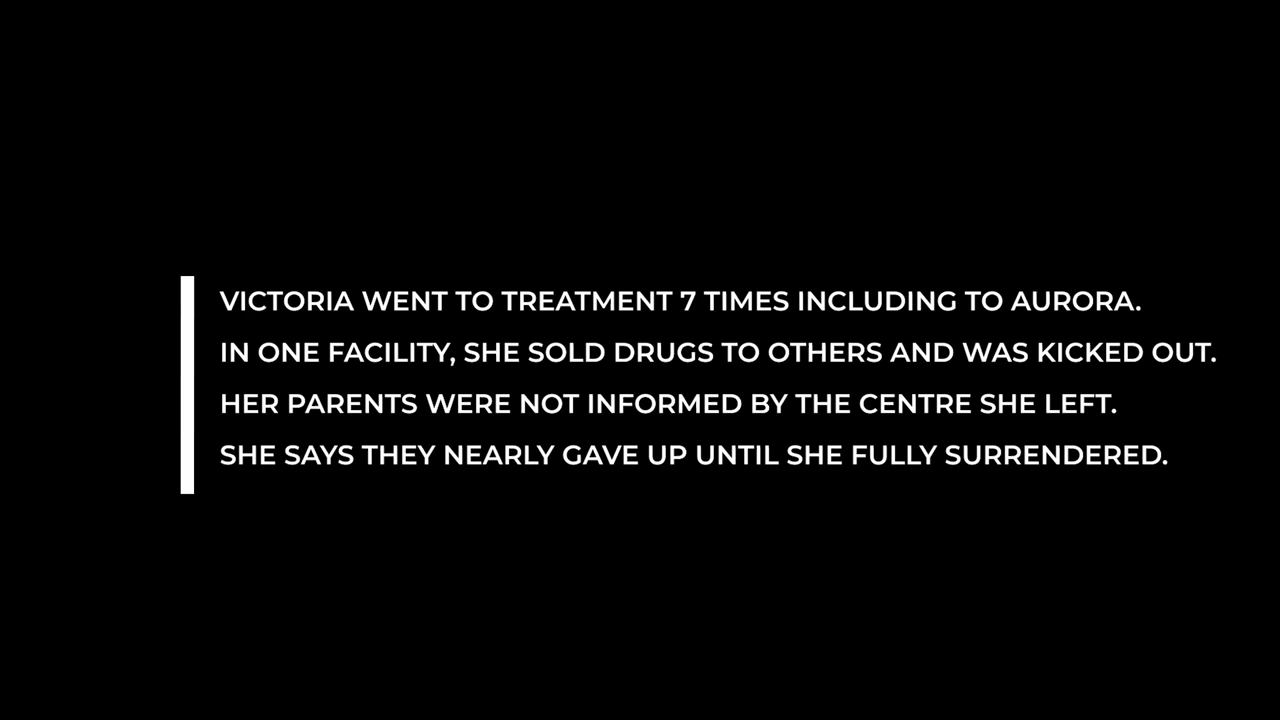 VICTORIA WENT TO TREATMENT 7 TIMES INCLUDING TO AURORA.
IN ONE FACILITY, SHE SOLD DRUGS TO OTHERS AND WAS KICKED OUT.
HER PARENTS WERE NOT INFORMED BY THE CENTRE SHE LEFT.
SHE SAYS THEY NEARLY GAVE UP UNTIL SHE FULLY SURRENDERED.